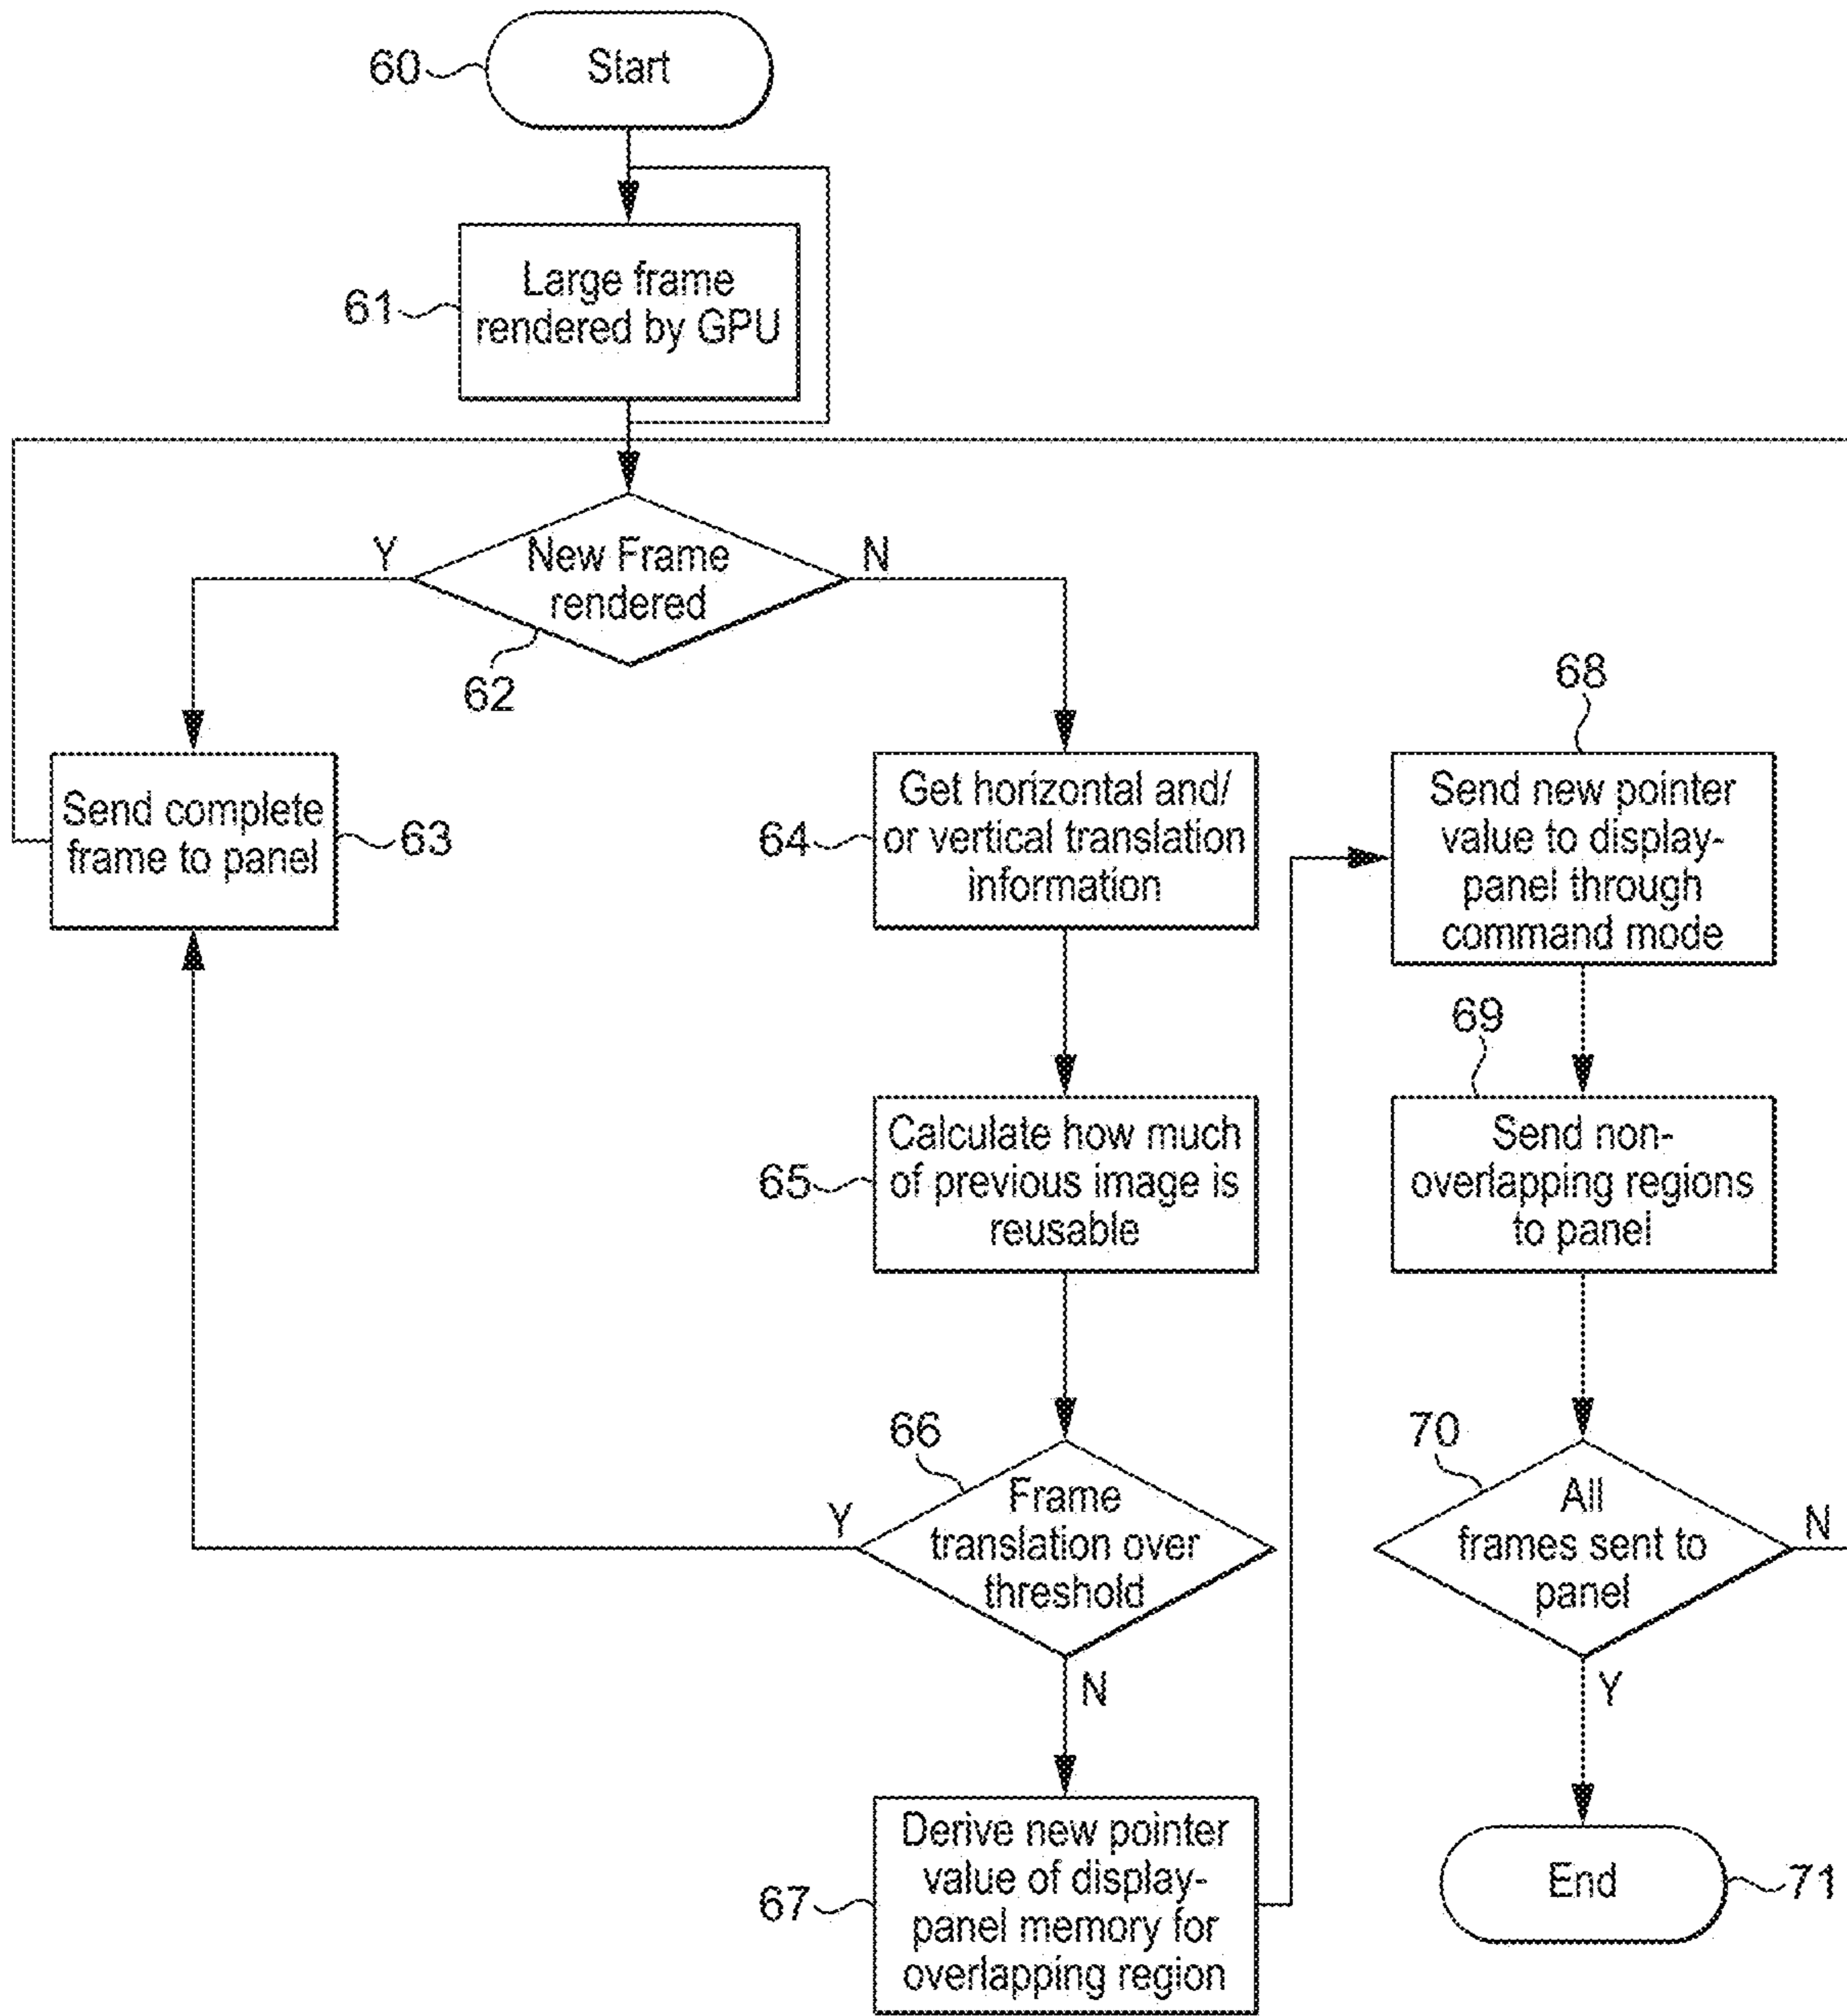 60
Start
61
Large frame
rendered by GPU
Y
New Frame
rendered
N
62
Send complete
frame to panel
63
64
Get horizontal and/
or vertical translation
information
65
Calculate how much
of previous image is
reusable
66
Y
Frame
translation over
threshold
N
67
Derive new pointer
value of display-
panel memory for
overlapping region
68
Send new pointer
value to display-
panel through
command mode
69
Send non-
overlapping regions
to panel
70
All
frames sent to
panel
N
Y
End
71